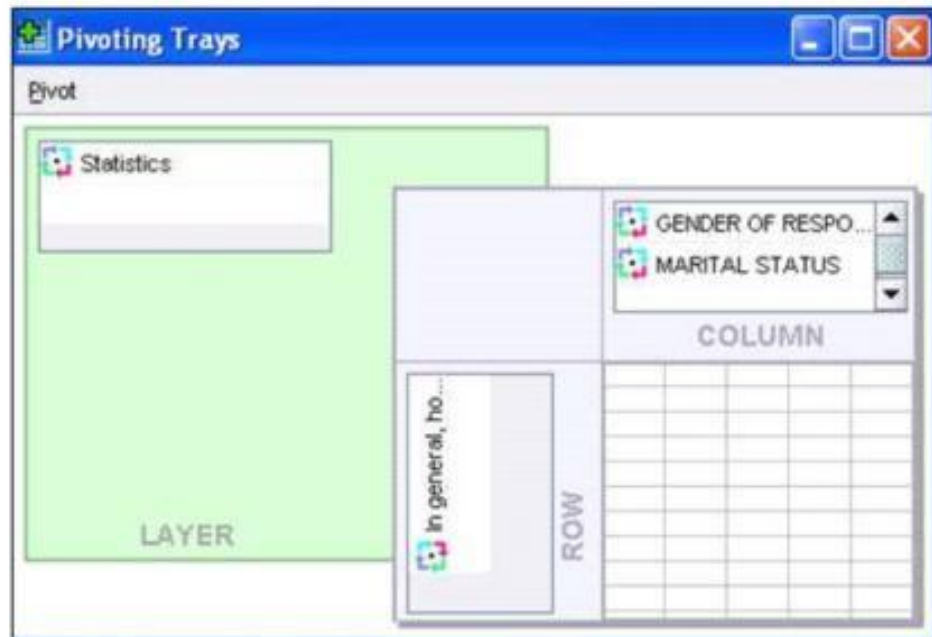 Pivoting Trays
Pivot
Statistics
GENDER OF RESPO...
MARITAL STATUS
COLUMN
In general, ho...
ROW
LAYER